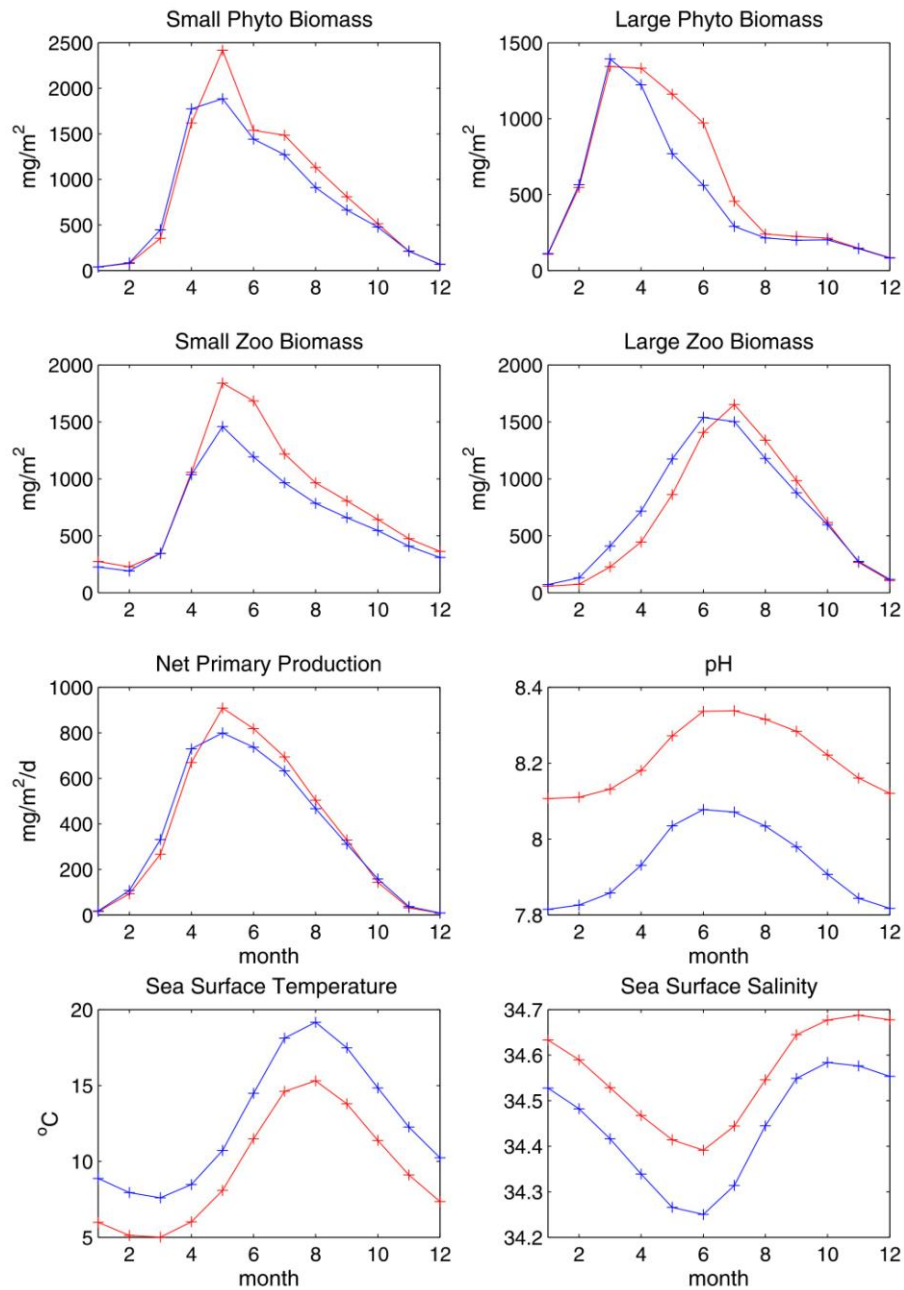 Small Phyto Biomass
2500
2000
1500
1000
500
0
mg/m²
2 4 6 8 10 12
Large Phyto Biomass
1500
1000
500
0
mg/m²
2 4 6 8 10 12
Small Zoo Biomass
2000
1500
1000
500
0
mg/m²
2 4 6 8 10 12
Large Zoo Biomass
2000
1500
1000
500
0
mg/m²
2 4 6 8 10 12
Net Primary Production
1000
800
600
400
200
0
mg/m²/d
2 4 6 8 10 12
month
pH
8.4
8.2
8
7.8
2 4 6 8 10 12
month
Sea Surface Temperature
20
15
10
5
°C
2 4 6 8 10 12
month
Sea Surface Salinity
34.7
34.6
34.5
34.4
34.3
34.2
2 4 6 8 10 12
month